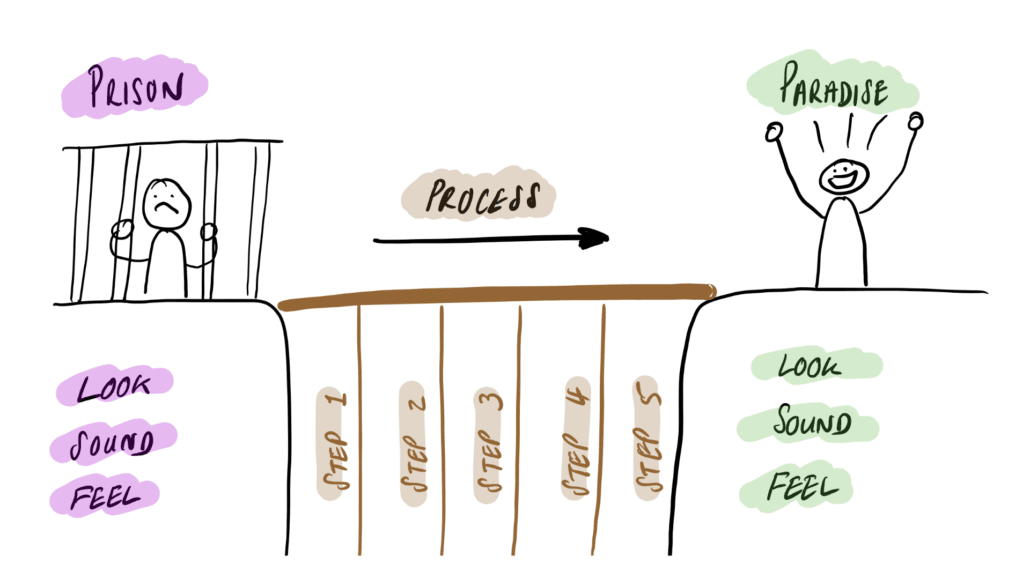 PRISON
PARADISE
PROCESS
LOOK
SOUND
FEEL
STEP 1
STEP 2
STEP 3
STEP 4
STEP 5
LOOK
SOUND
FEEL